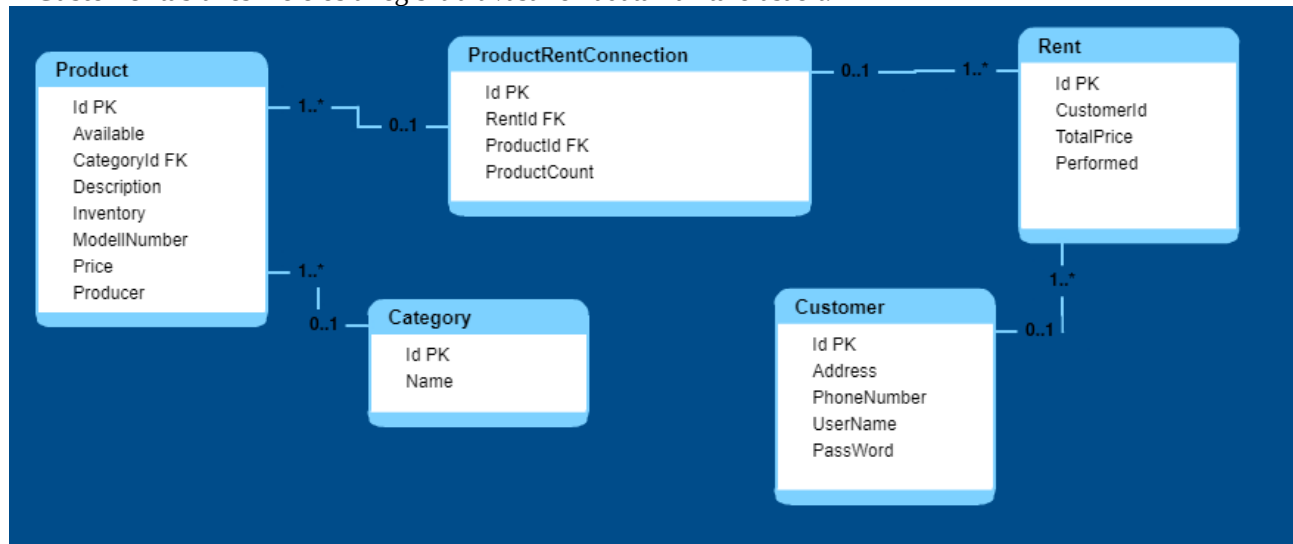 Product
Id PK
Available
CategoryId FK
Description
Inventory
ModellNumber
Price
Producer
1..*
0..1
ProductRentConnection
Id PK
RentId FK
ProductId FK
ProductCount
0..1
1..*
Rent
Id PK
CustomerId
TotalPrice
Performed
1..*
0..1
Category
Id PK
Name
1..*
0..1
Customer
Id PK
Address
PhoneNumber
UserName
PassWord